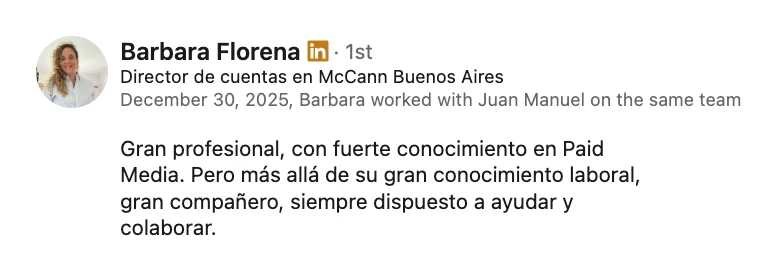 Barbara Florena in · 1st
Director de cuentas en McCann Buenos Aires
December 30, 2025, Barbara worked with Juan Manuel on the same team
Gran profesional, con fuerte conocimiento en Paid
Media. Pero más allá de su gran conocimiento laboral,
gran compañero, siempre dispuesto a ayudar y
colaborar.